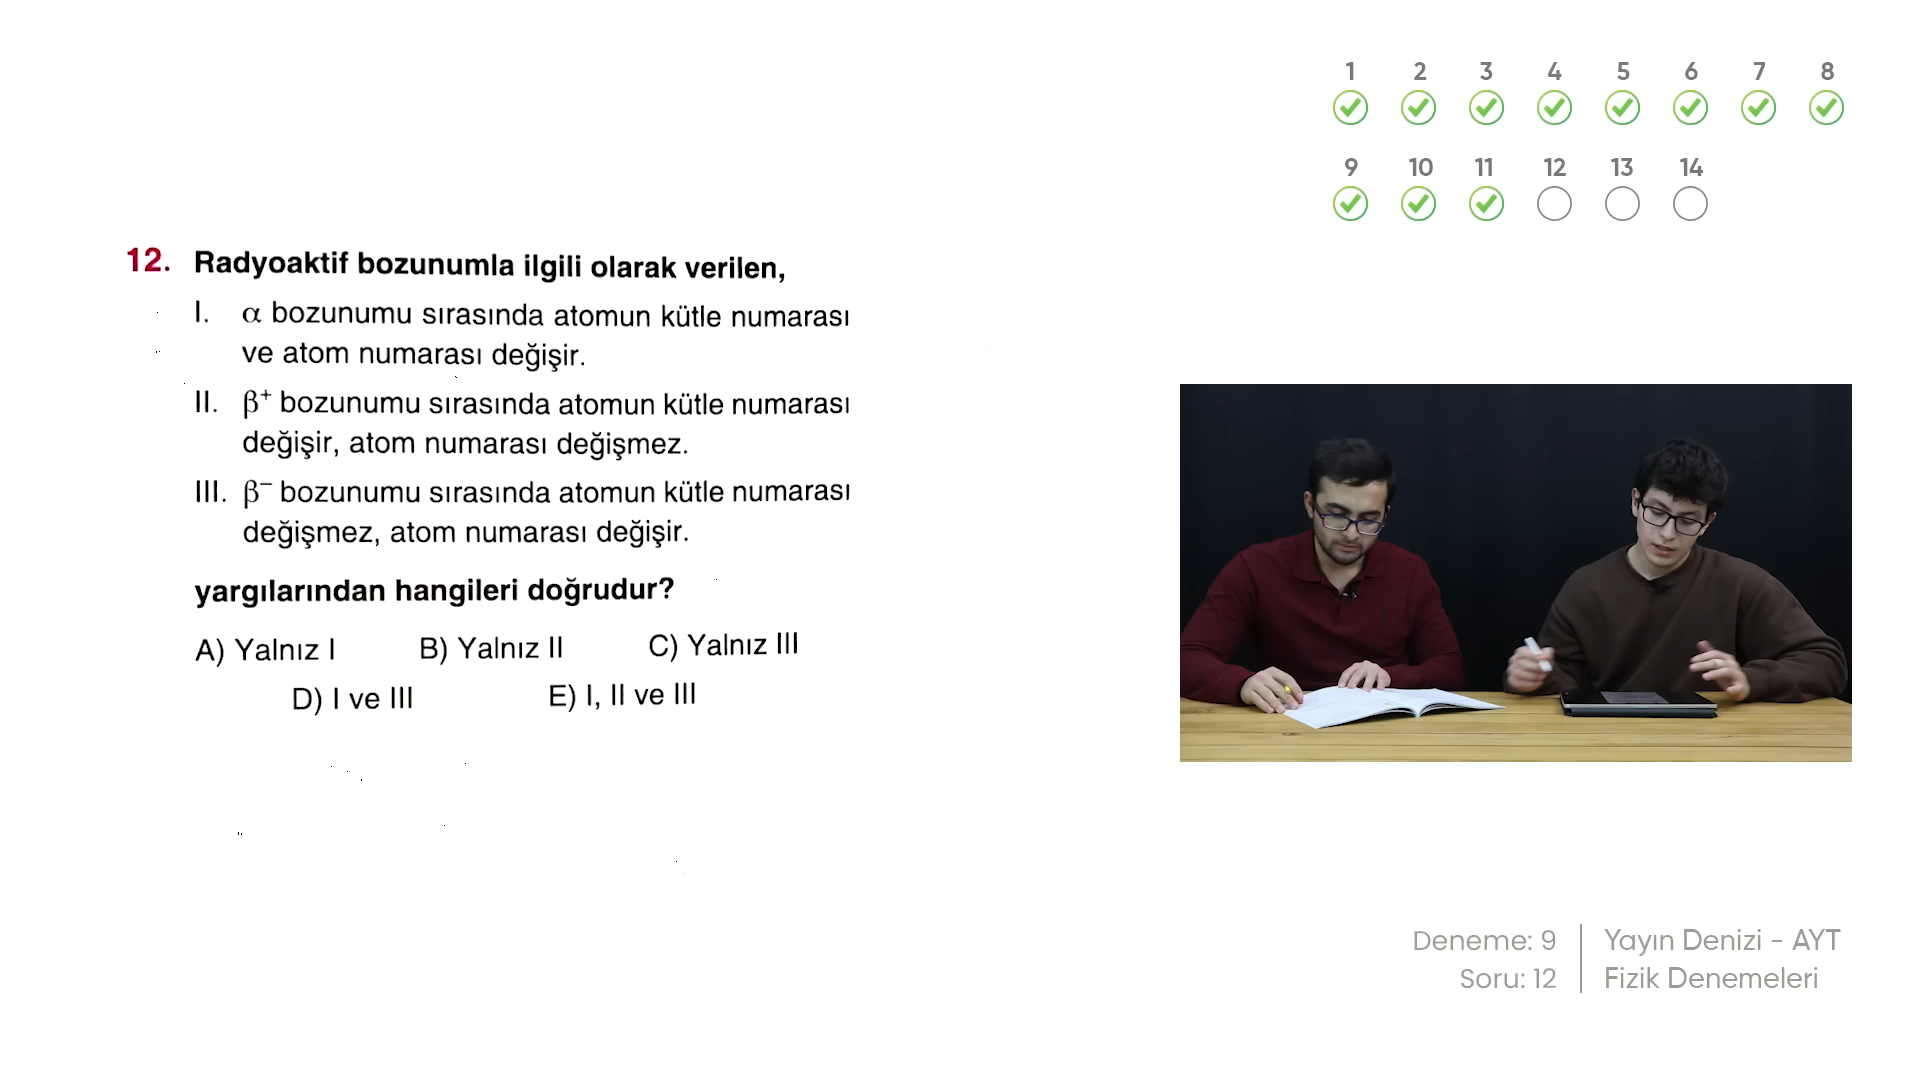 1 2 3 4 5 6 7 8
9 10 11 12 13 14
12. Radyoaktif bozunumla ilgili olarak verilen,
I. α bozunumu sırasında atomun kütle numarası
ve atom numarası değişir.
II. β⁺ bozunumu sırasında atomun kütle numarası
değişir, atom numarası değişmez.
III. β⁻ bozunumu sırasında atomun kütle numarası
değişmez, atom numarası değişir.
yargılarından hangileri doğrudur?
A) Yalnız I B) Yalnız II C) Yalnız III
D) I ve III E) I, II ve III
Deneme: 9
Soru: 12
Yayın Denizi - AYT
Fizik Denemeleri